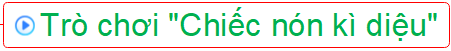 Trò chơi "Chiếc nón kì diệu"